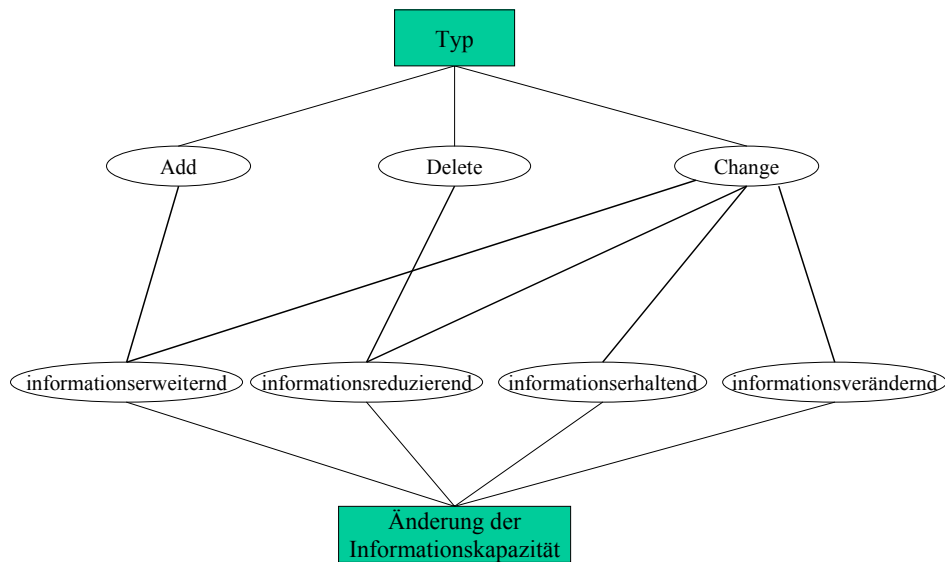 Typ
Add
Delete
Change
informationserweiternd
informationsreduzierend
informationserhaltend
informationsverändernd
Änderung der
Informationskapazität